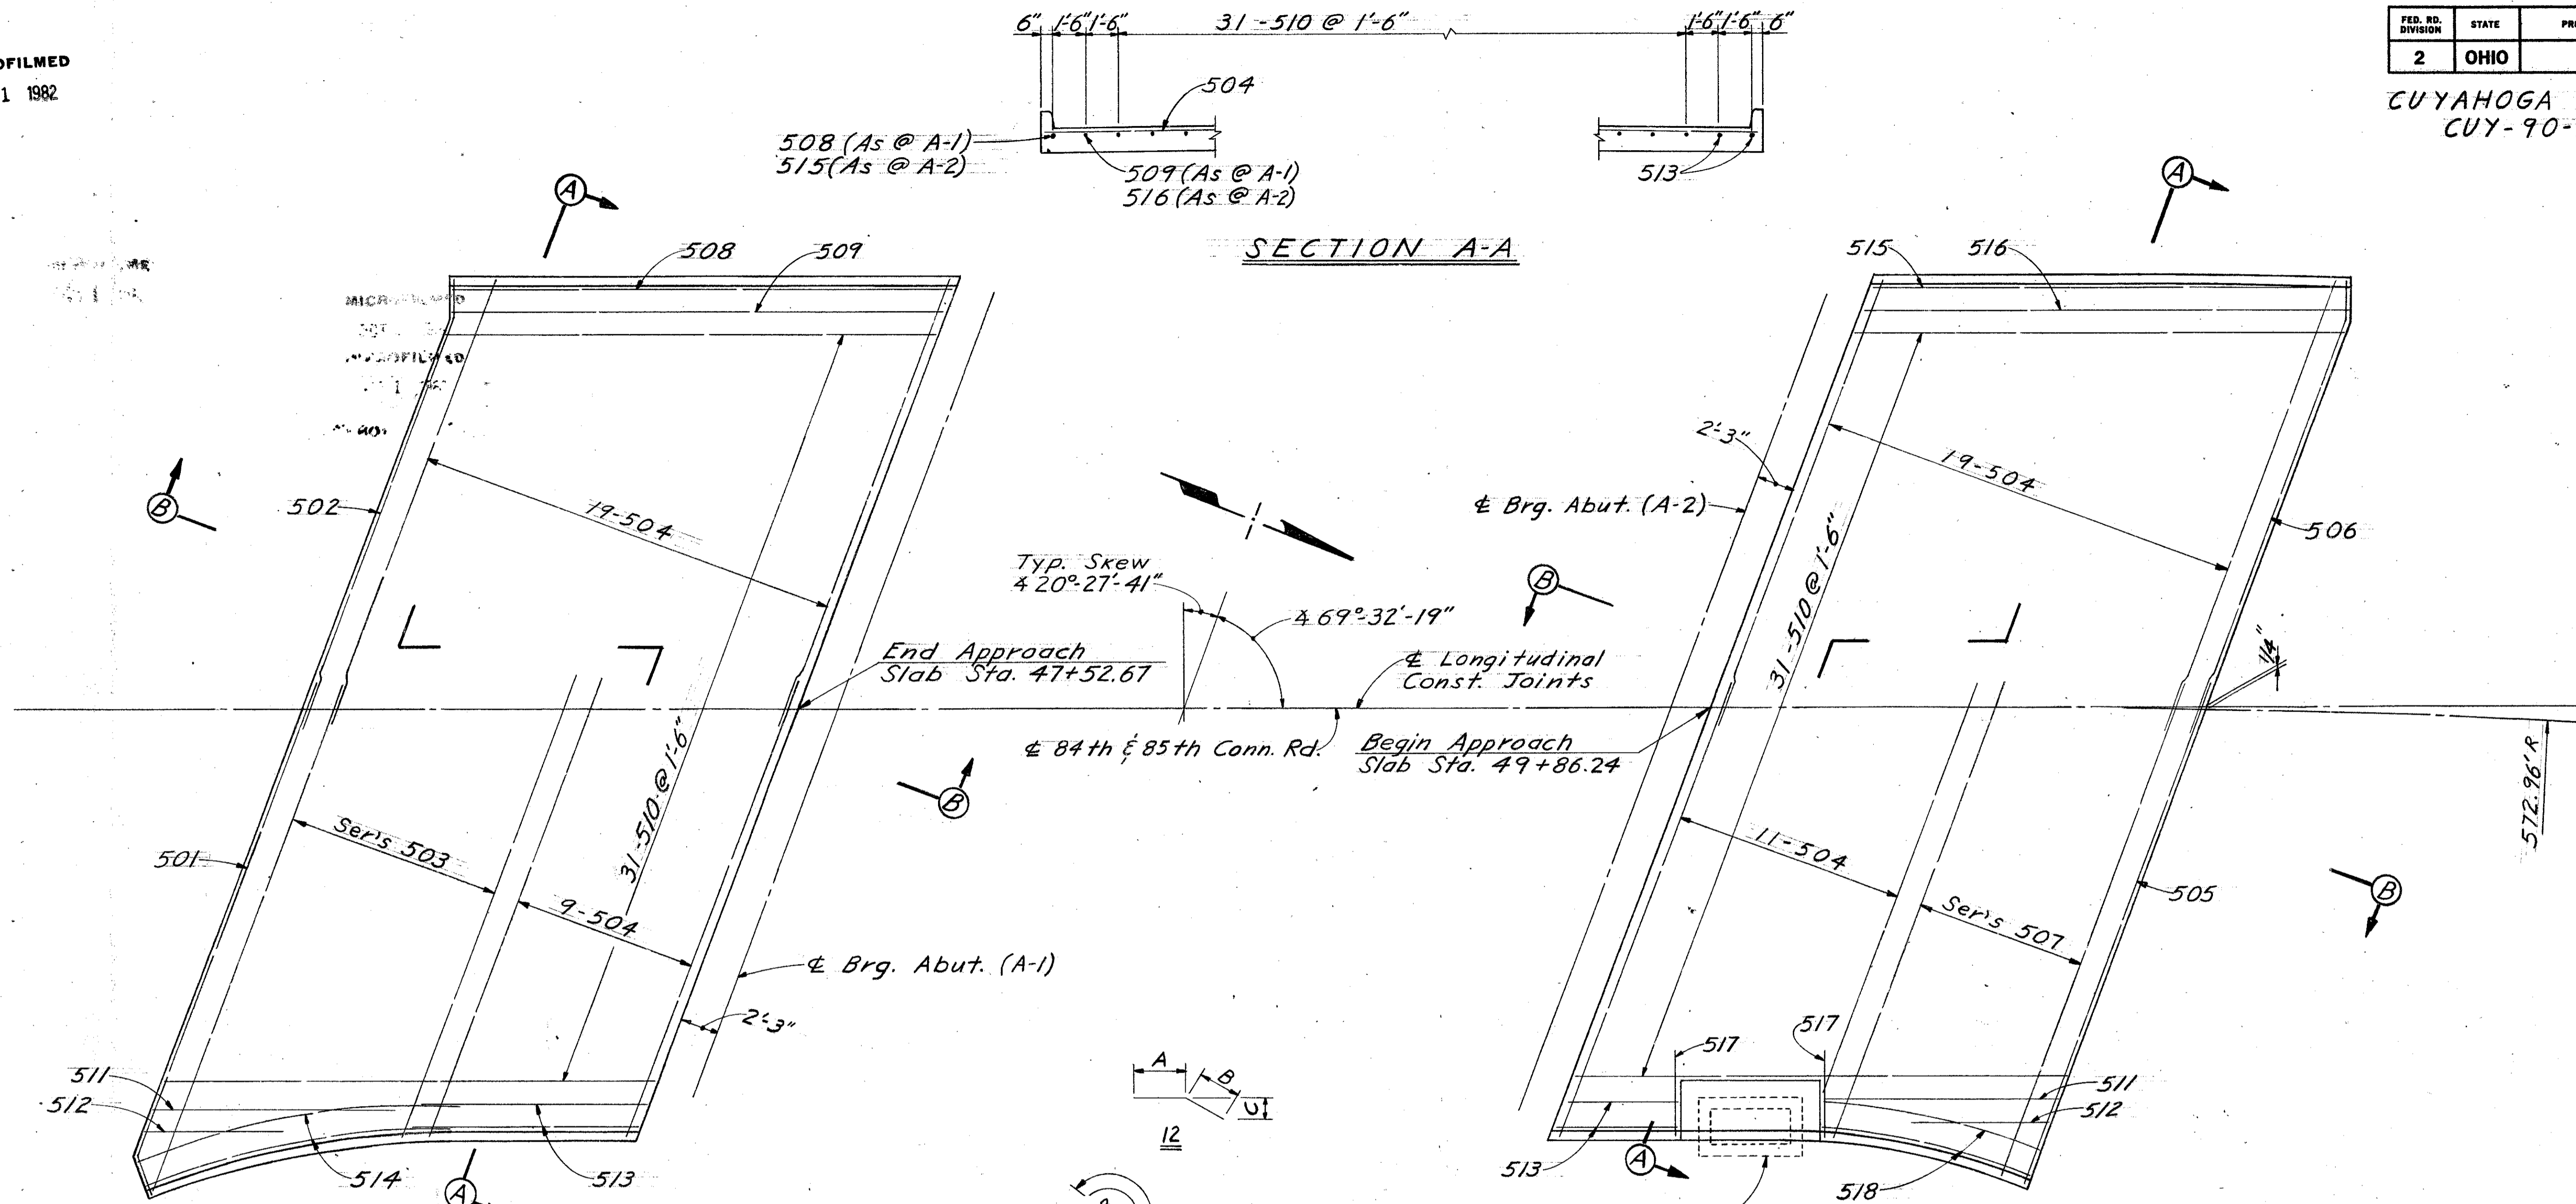 OFILMED
1 1982
6" 1'-6" 1'-6" 31-510 @ 1'-6" 1'-6" 1'-6" 6"
504
508 (As @ A-1)
515 (As @ A-2)
509 (As @ A-1)
516 (As @ A-2)
513
SECTION A-A
FED. RD. DIVISION
STATE
2
OHIO
CUYAHOGA
CUY-90-
A
508
509
MICROFILMED
B
502
19-504
501
Ser's 503
9-504
31-510 @ 1'-6"
End Approach
Slab Sta. 47+52.67
B
℄ Brg. Abut. (A-1)
2'-3"
511
512
514
513
A
Typ. Skew
∡ 20°-27'-41"
∡ 69°-32'-19"
℄ Longitudinal
Const. Joints
℄ 84th & 85th Conn. Rd.
Begin Approach
Slab Sta. 49+86.24
A
B
C
12
A
515
516
2'-3"
℄ Brg. Abut. (A-2)
19-504
506
B
31-510 @ 1'-6"
1/4"
572.96' R
11-504
Ser's 507
505
B
517
517
511
512
513
A
518